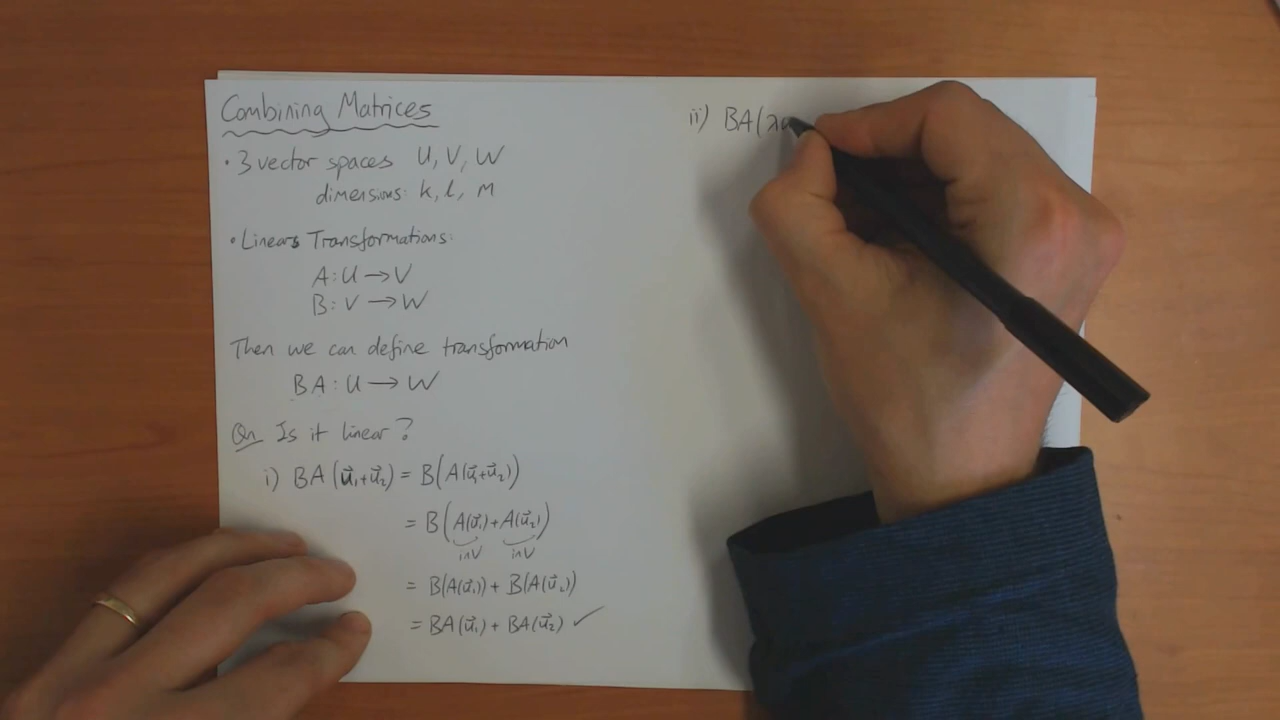 Combining Matrices
• 3 vector spaces U, V, W
dimensions: k, l, m
• Linear Transformations:
A: U → V
B: V → W
Then we can define transformation
BA: U → W
Qn Is it linear?
i) BA(u⃗₁+u⃗₂) = B(A(u⃗₁+u⃗₂))
= B(A(u⃗₁)+A(u⃗₂))
in V in V
= B(A(u⃗₁)) + B(A(u⃗₂))
= BA(u⃗₁) + BA(u⃗₂) ✓
ii) BA(λu